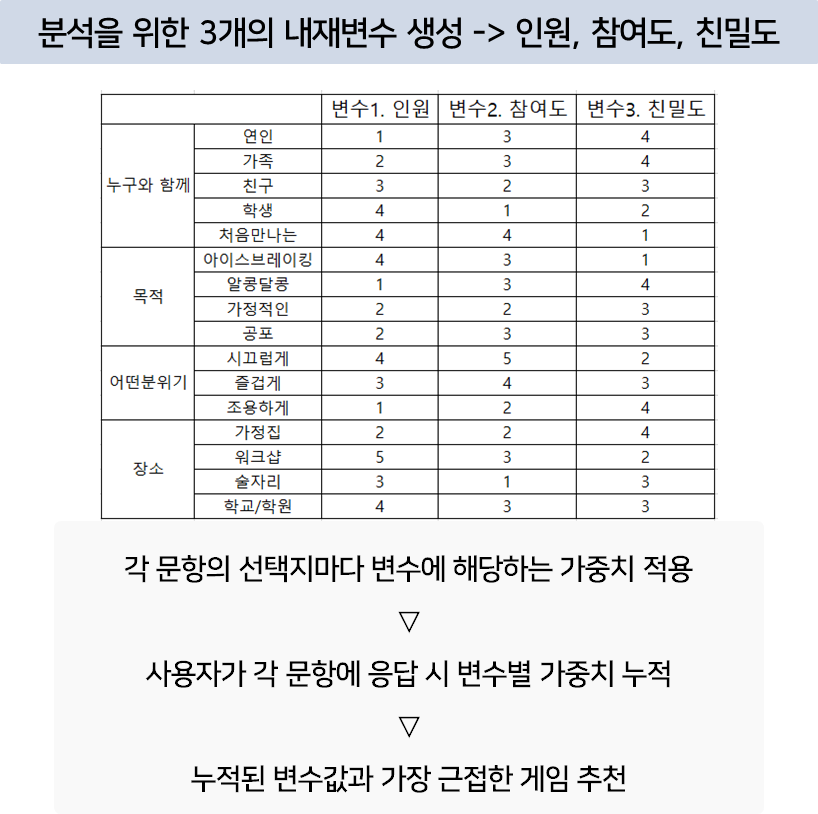 분석을 위한 3개의 내재변수 생성 -> 인원, 참여도, 친밀도
변수1. 인원 변수2. 참여도 변수3. 친밀도
누구와 함께
연인 1 3 4
가족 2 3 4
친구 3 2 3
학생 4 1 2
처음만나는 4 4 1
목적
아이스브레이킹 4 3 1
알콩달콩 1 3 4
가정적인 2 2 3
공포 2 3 3
어떤분위기
시끄럽게 4 5 2
즐겁게 3 4 3
조용하게 1 2 4
장소
가정집 2 2 4
워크샵 5 3 2
술자리 3 1 3
학교/학원 4 3 3
각 문항의 선택지마다 변수에 해당하는 가중치 적용
▽
사용자가 각 문항에 응답 시 변수별 가중치 누적
▽
누적된 변수값과 가장 근접한 게임 추천